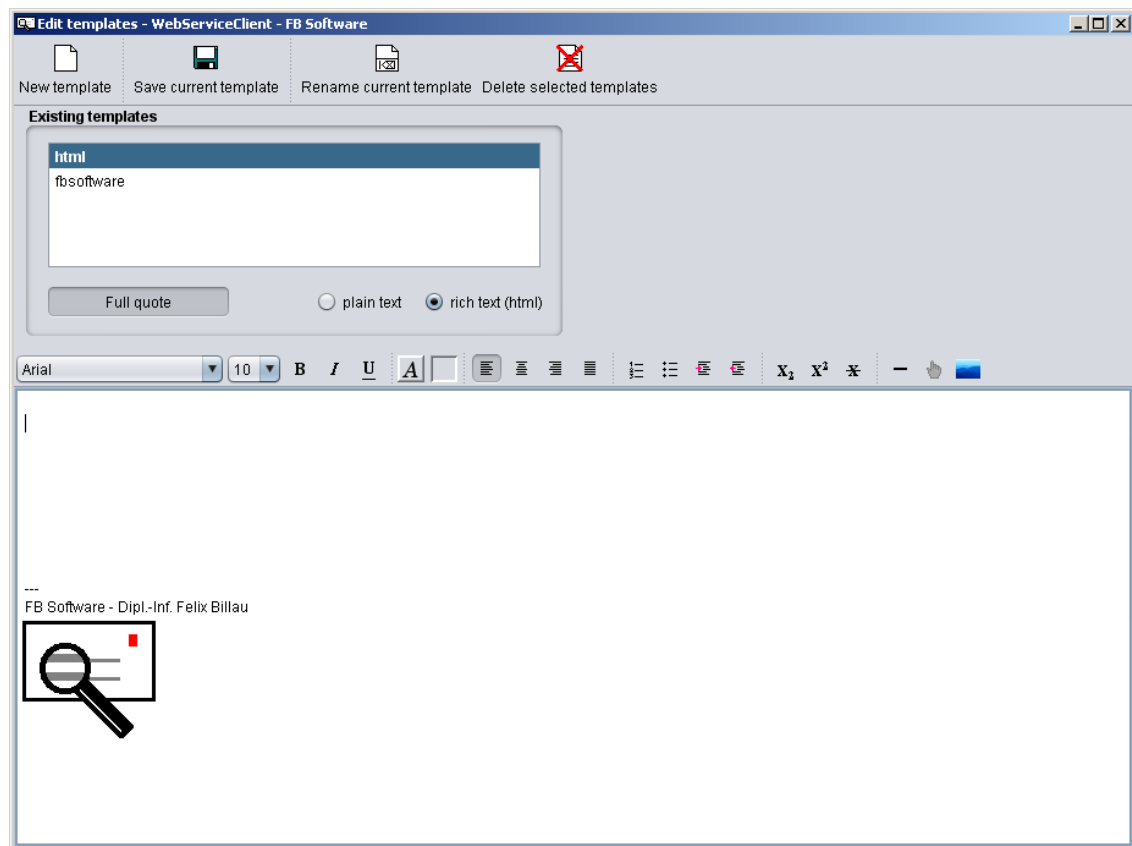 Edit templates - WebServiceClient - FB Software
New template Save current template Rename current template Delete selected templates
Existing templates
html
fbsoftware
Full quote plain text rich text (html)
Arial 10 B I U A X2 X2 x
---
FB Software - Dipl.-Inf. Felix Billau